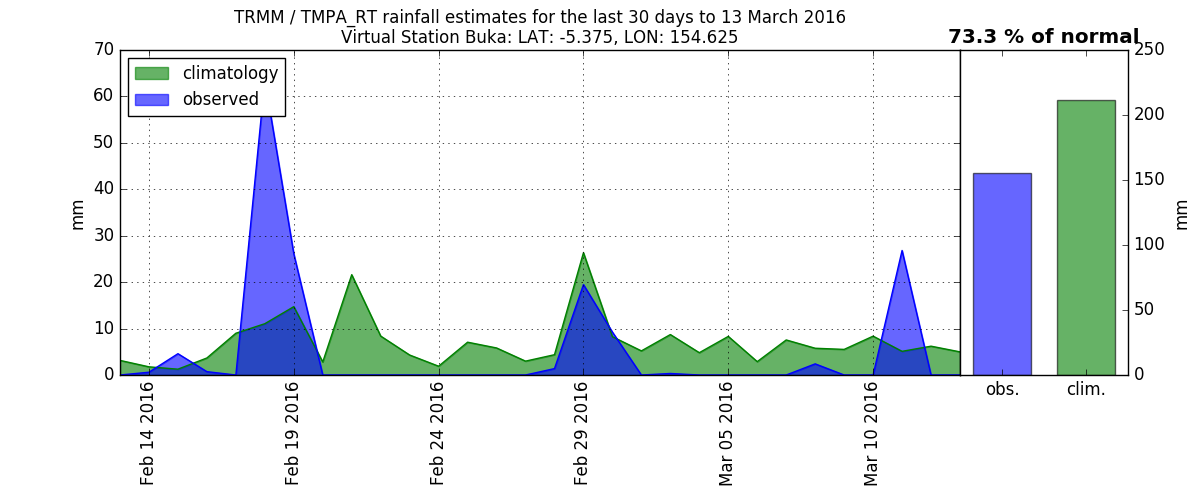 TRMM / TMPA_RT rainfall estimates for the last 30 days to 13 March 2016
Virtual Station Buka: LAT: -5.375, LON: 154.625
73.3 % of normal
climatology
observed
70
60
50
40
30
20
10
0
mm
Feb 14 2016
Feb 19 2016
Feb 24 2016
Feb 29 2016
Mar 05 2016
Mar 10 2016
obs.
clim.
250
200
150
100
50
0
mm